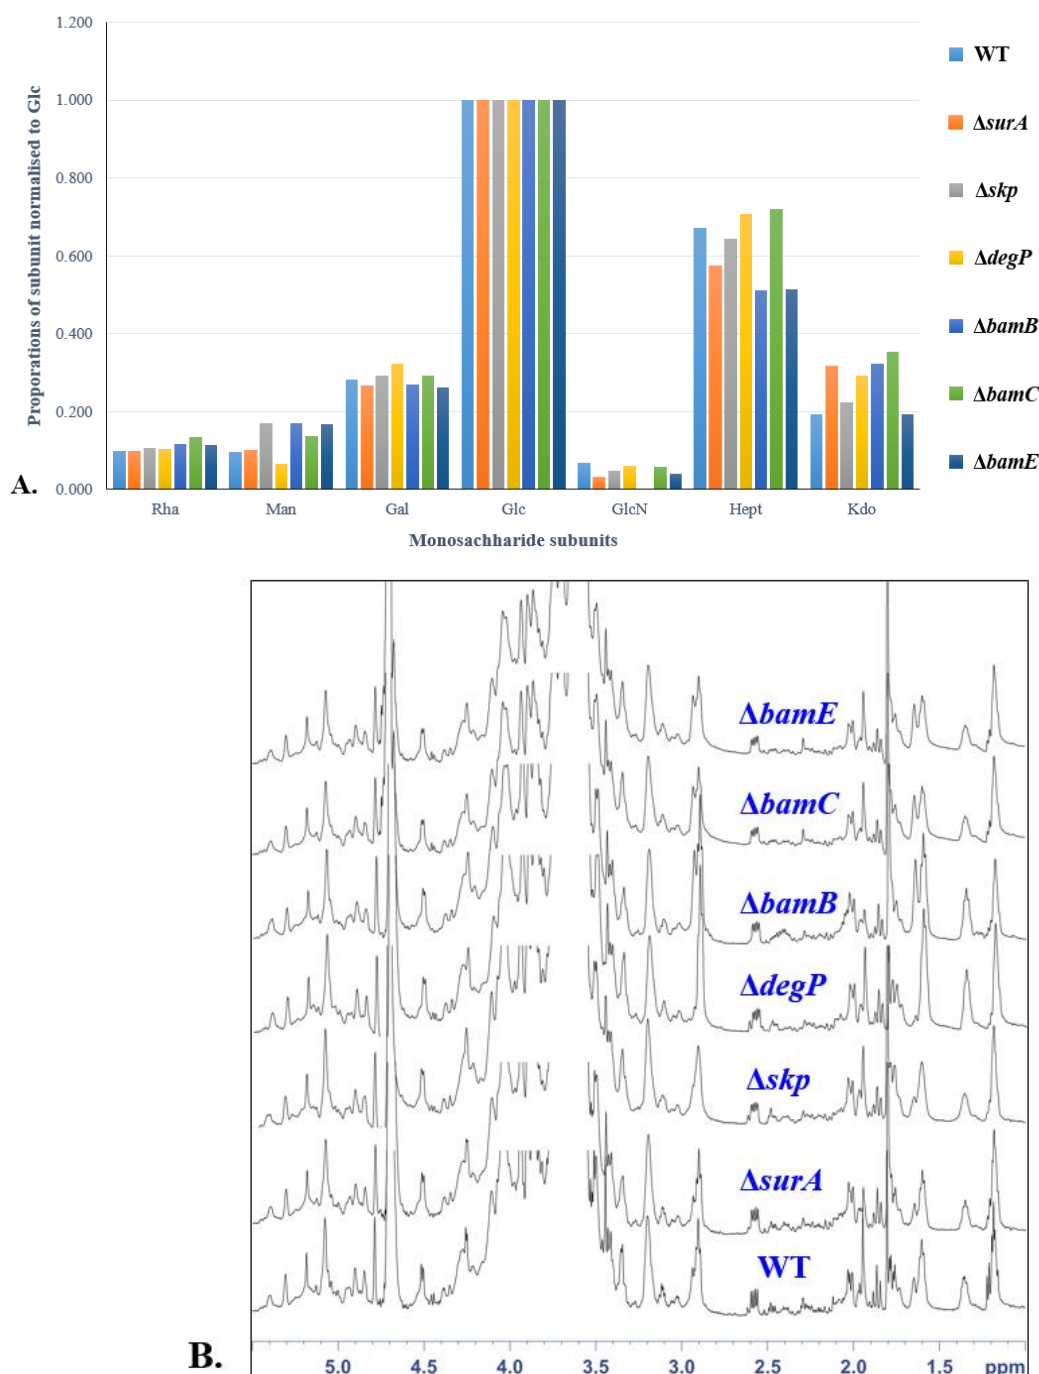 1.200
1.000
0.800
0.600
0.400
0.200
0.000
Proporations of subunit normalised to Glc
Rha Man Gal Glc GlcN Hept Kdo
Monosachharide subunits
WT
ΔsurA
Δskp
ΔdegP
ΔbamB
ΔbamC
ΔbamE
A.
ΔbamE
ΔbamC
ΔbamB
ΔdegP
Δskp
ΔsurA
WT
B.
5.0 4.5 4.0 3.5 3.0 2.5 2.0 1.5 ppm